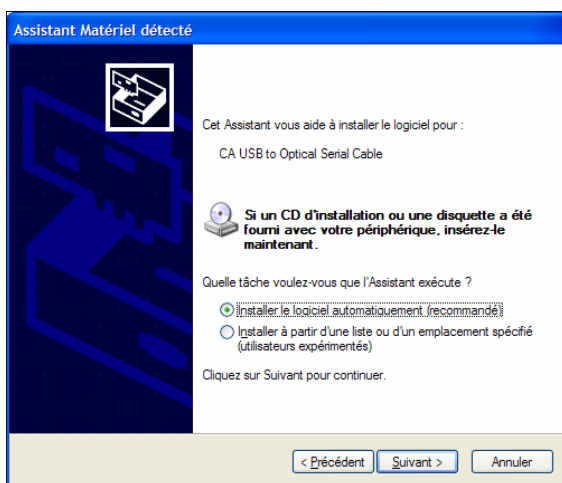 Assistant Matériel détecté
Cet Assistant vous aide à installer le logiciel pour :
CA USB to Optical Serial Cable
Si un CD d'installation ou une disquette a été
fourni avec votre périphérique, insérez-le
maintenant.
Quelle tâche voulez-vous que l'Assistant exécute ?
Installer le logiciel automatiquement (recommandé)
Installer à partir d'une liste ou d'un emplacement spécifié
(utilisateurs expérimentés)
Cliquez sur Suivant pour continuer.
< Précédent Suivant > Annuler